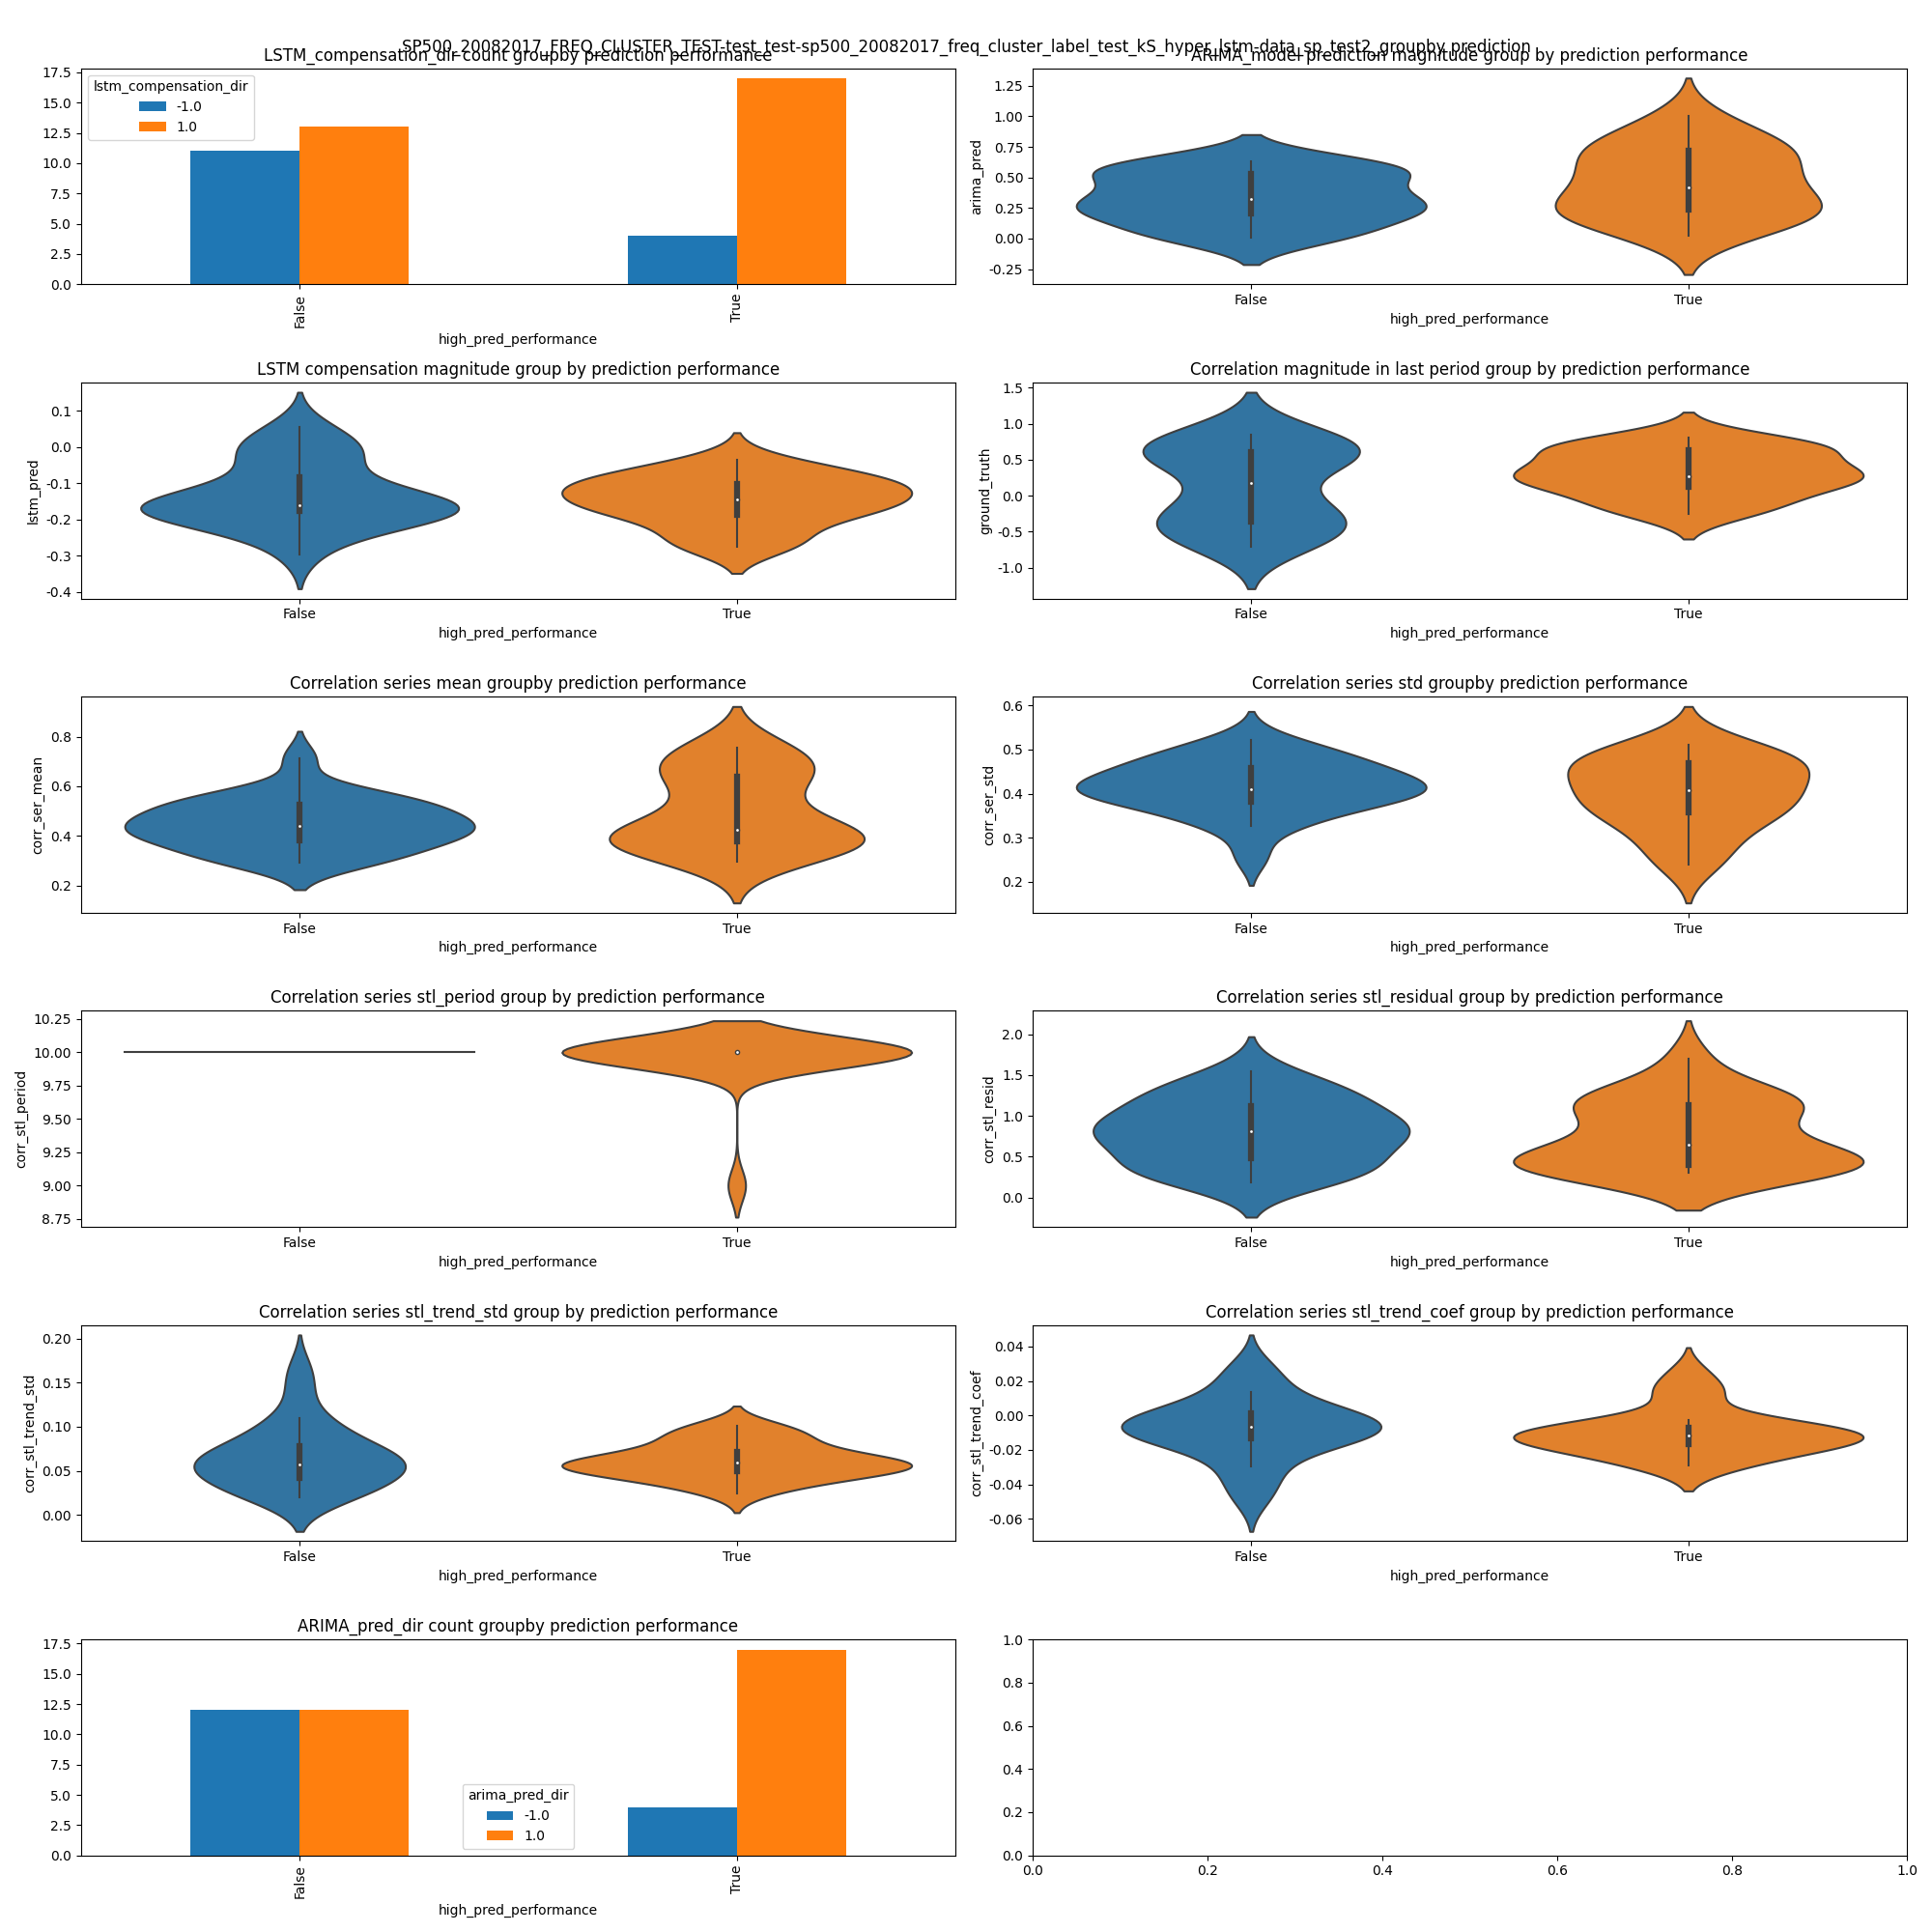 SP500_20082017_FREQ_CLUSTER_TEST-test_test-sp500_20082017_freq_cluster_label_test_kS_hyper_lstm-data_sp_test2_groupby prediction
LSTM_compensation_dir count groupby prediction performance
17.5
15.0
12.5
10.0
7.5
5.0
2.5
0.0
lstm_compensation_dir
-1.0
1.0
False
True
high_pred_performance
ARIMA_model prediction magnitude group by prediction performance
arima_pred
1.25
1.00
0.75
0.50
0.25
0.00
-0.25
False
True
high_pred_performance
LSTM compensation magnitude group by prediction performance
lstm_pred
0.1
0.0
-0.1
-0.2
-0.3
-0.4
False
True
high_pred_performance
Correlation magnitude in last period group by prediction performance
ground_truth
1.5
1.0
0.5
0.0
-0.5
-1.0
False
True
high_pred_performance
Correlation series mean groupby prediction performance
corr_ser_mean
0.8
0.6
0.4
0.2
False
True
high_pred_performance
Correlation series std groupby prediction performance
corr_ser_std
0.6
0.5
0.4
0.3
0.2
False
True
high_pred_performance
Correlation series stl_period group by prediction performance
corr_stl_period
10.25
10.00
9.75
9.50
9.25
9.00
8.75
False
True
high_pred_performance
Correlation series stl_residual group by prediction performance
corr_stl_resid
2.0
1.5
1.0
0.5
0.0
False
True
high_pred_performance
Correlation series stl_trend_std group by prediction performance
corr_stl_trend_std
0.20
0.15
0.10
0.05
0.00
False
True
high_pred_performance
Correlation series stl_trend_coef group by prediction performance
corr_stl_trend_coef
0.04
0.02
0.00
-0.02
-0.04
-0.06
False
True
high_pred_performance
ARIMA_pred_dir count groupby prediction performance
17.5
15.0
12.5
10.0
7.5
5.0
2.5
0.0
arima_pred_dir
-1.0
1.0
False
True
high_pred_performance
1.0
0.8
0.6
0.4
0.2
0.0
0.0
0.2
0.4
0.6
0.8
1.0